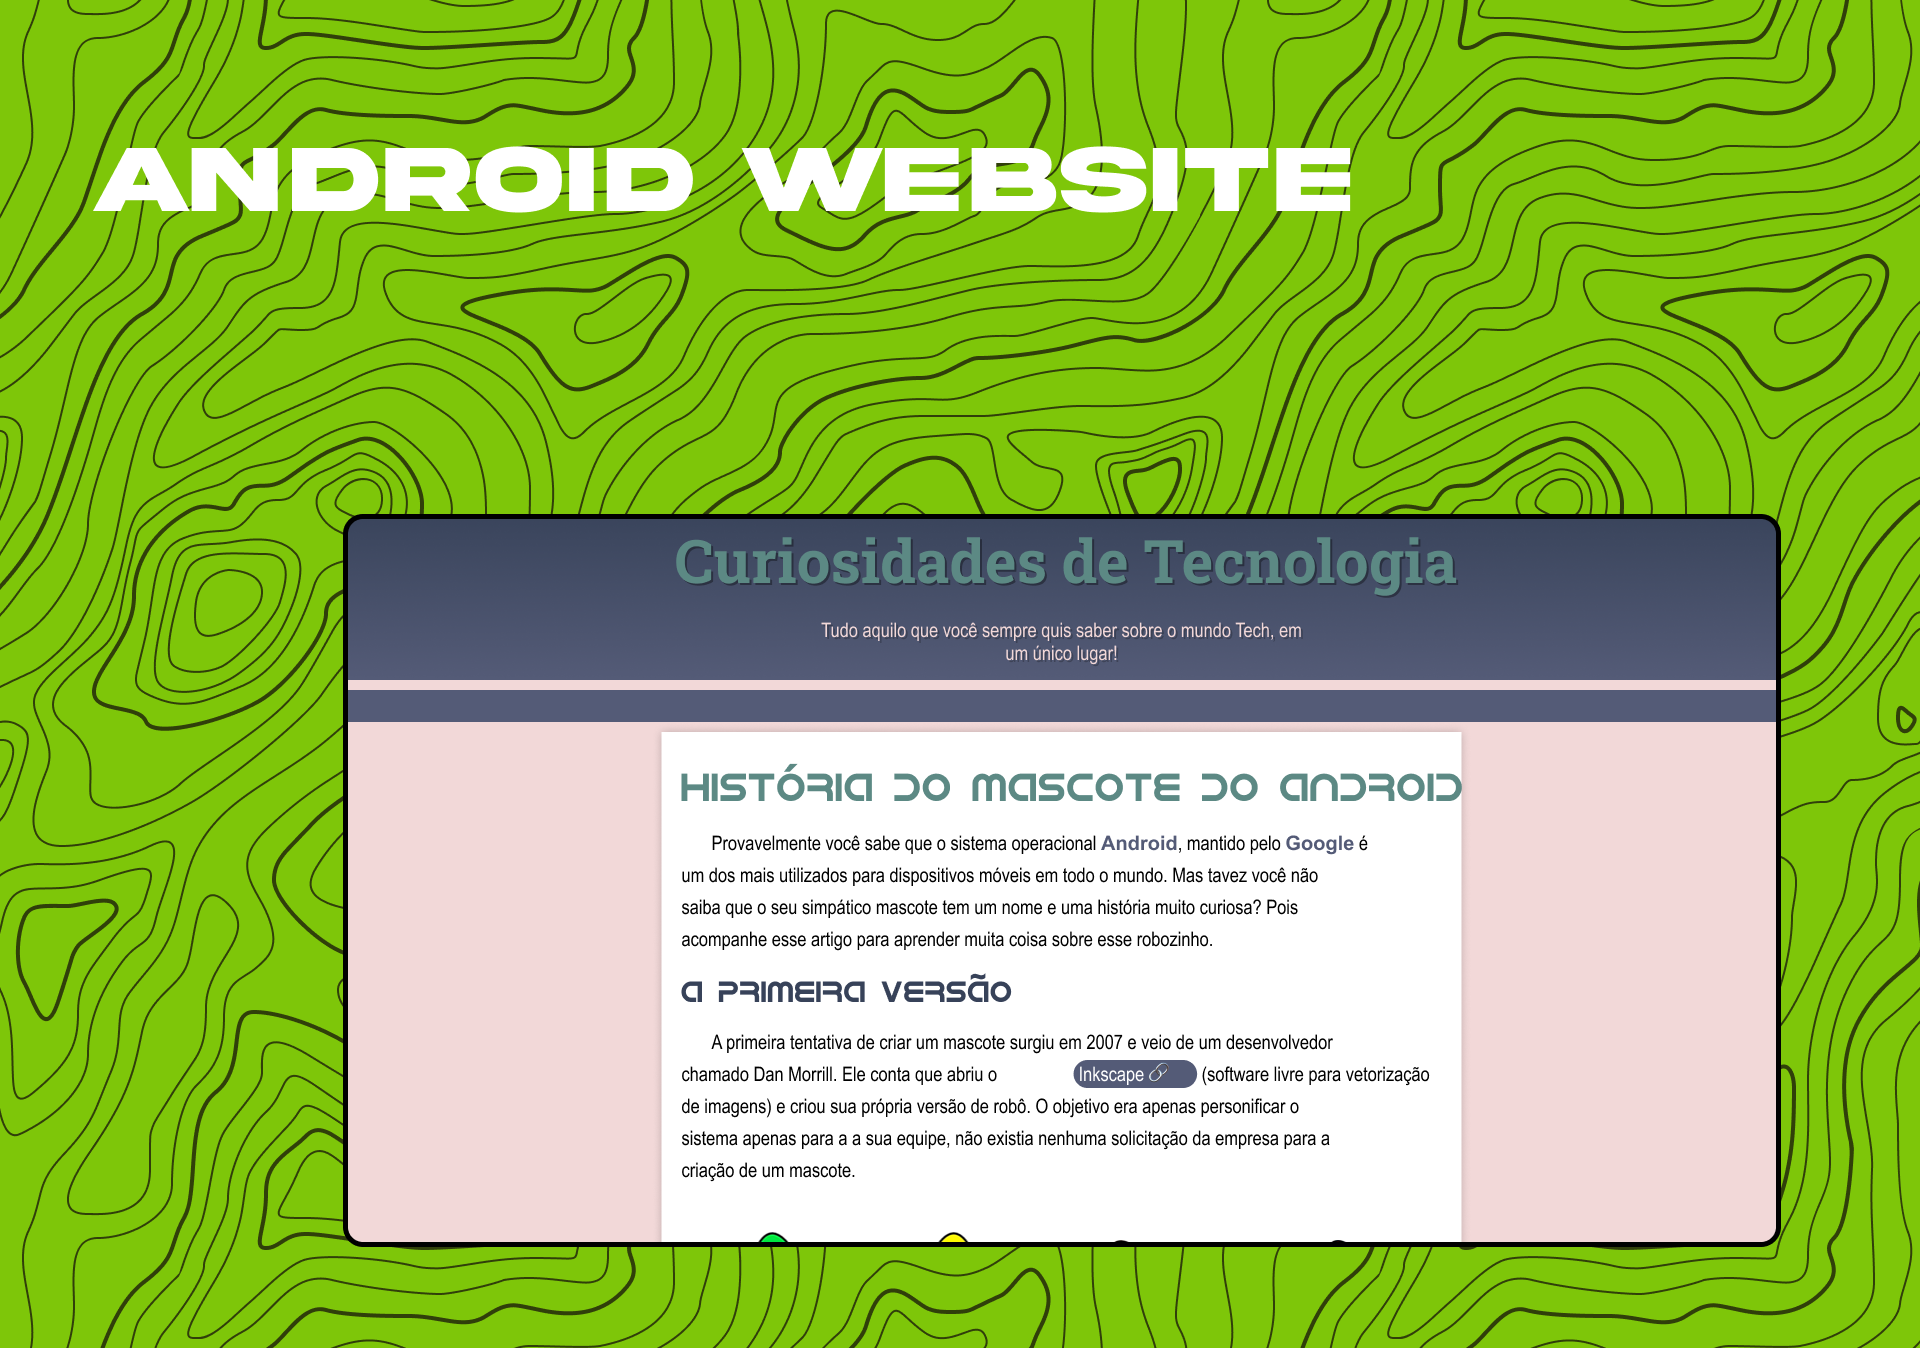 ANDROID WEBSITE
Curiosidades de Tecnologia
Tudo aquilo que você sempre quis saber sobre o mundo Tech, em
um único lugar!
História do Mascote do Android
Provavelmente você sabe que o sistema operacional Android, mantido pelo Google é
um dos mais utilizados para dispositivos móveis em todo o mundo. Mas tavez você não
saiba que o seu simpático mascote tem um nome e uma história muito curiosa? Pois
acompanhe esse artigo para aprender muita coisa sobre esse robozinho.
A primeira versão
A primeira tentativa de criar um mascote surgiu em 2007 e veio de um desenvolvedor
chamado Dan Morrill. Ele conta que abriu o Inkscape (software livre para vetorização
de imagens) e criou sua própria versão de robô. O objetivo era apenas personificar o
sistema apenas para a a sua equipe, não existia nenhuma solicitação da empresa para a
criação de um mascote.